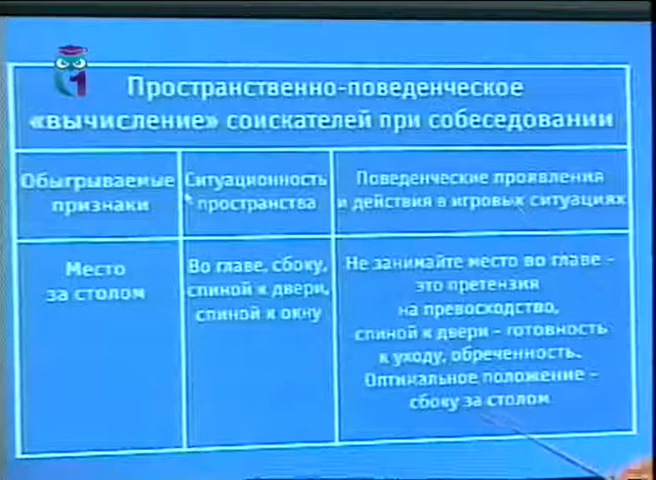 1
Пространственно-поведенческое
«вычисление» соискателей при собеседовании
Обыгрываемые
признаки
Ситуационность
пространства
Поведенческие проявления
и действия в игровых ситуациях
Место
за столом
Во главе, сбоку,
спиной к двери,
спиной к окну
Не занимайте место во главе –
это претензия
на превосходство,
спиной к двери – готовность
к уходу, обреченность.
Оптимальное положение –
сбоку за столом